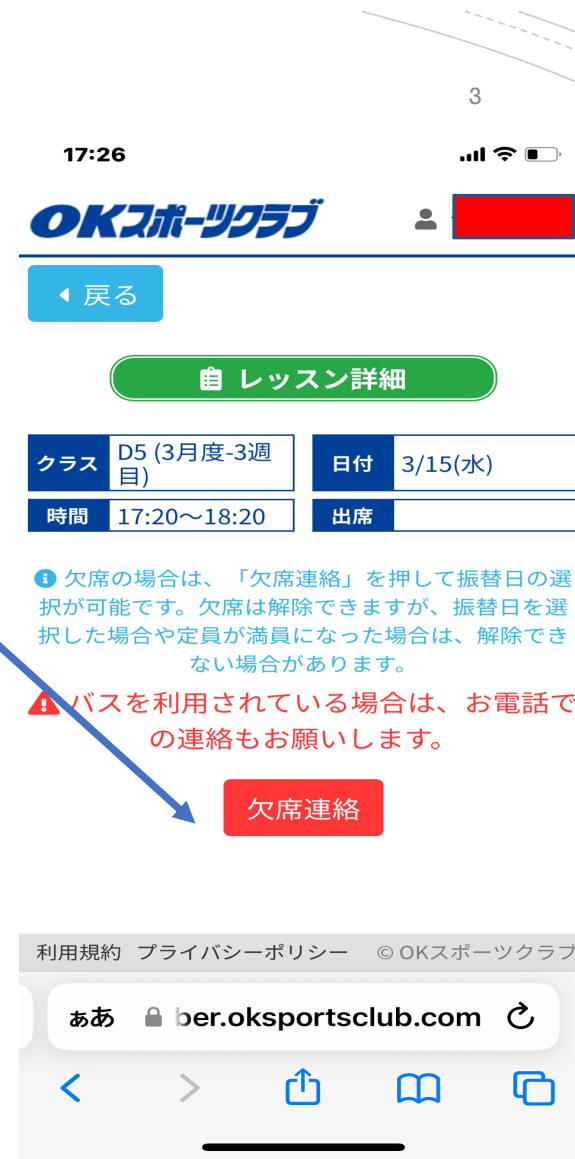 3
17:26
OKスポーツクラブ
戻る
レッスン詳細
クラス D5 (3月度-3週
目)
日付 3/15(水)
時間 17:20〜18:20
出席
欠席の場合は、「欠席連絡」を押して振替日の選
択が可能です。欠席は解除できますが、振替日を選
択した場合や定員が満員になった場合は、解除でき
ない場合があります。
バスを利用されている場合は、お電話で
の連絡もお願いします。
欠席連絡
利用規約 プライバシーポリシー © OKスポーツクラブ
ぁあ ber.oksportsclub.com